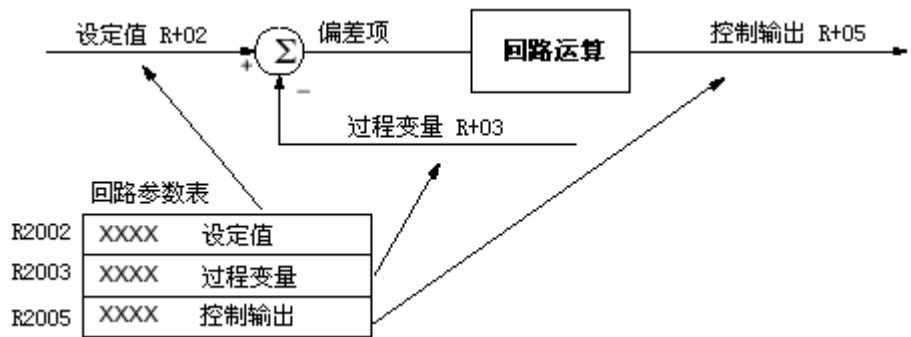 设定值 R+02
+
Σ
−
偏差项
回路运算
控制输出 R+05
过程变量 R+03
回路参数表
R2002 XXXX 设定值
R2003 XXXX 过程变量
R2005 XXXX 控制输出